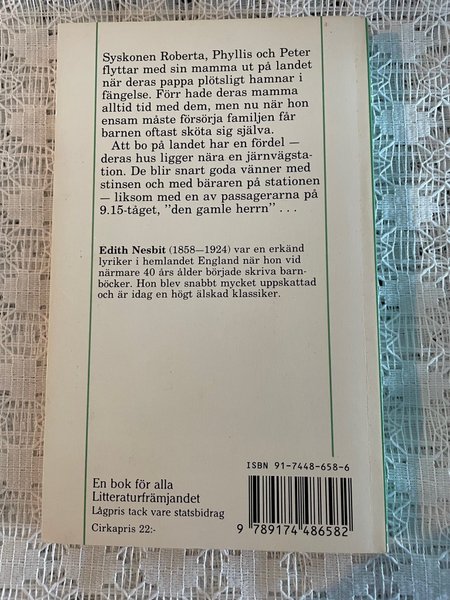 Syskonen Roberta, Phyllis och Peter
flyttar med sin mamma ut på landet
när deras pappa plötsligt hamnar i
fängelse. Förr hade deras mamma
alltid tid med dem, men nu när hon
ensam måste försörja familjen får
barnen oftast sköta sig själva.
Att bo på landet har en fördel —
deras hus ligger nära en järnvägsta-
tion. De blir snart goda vänner med
stinsen och med bäraren på stationen
— liksom med en av passagerarna på
9.15-tåget, ”den gamle herrn” . . .
Edith Nesbit (1858—1924) var en erkänd
lyriker i hemlandet England när hon vid
närmare 40 års ålder började skriva barn-
böcker. Hon blev snabbt mycket uppskattad
och är idag en högt älskad klassiker.
En bok för alla
Litteraturfrämjandet
Lågpris tack vare statsbidrag
Cirkapris 22:-
ISBN 91-7448-658-6
9 789174 486582